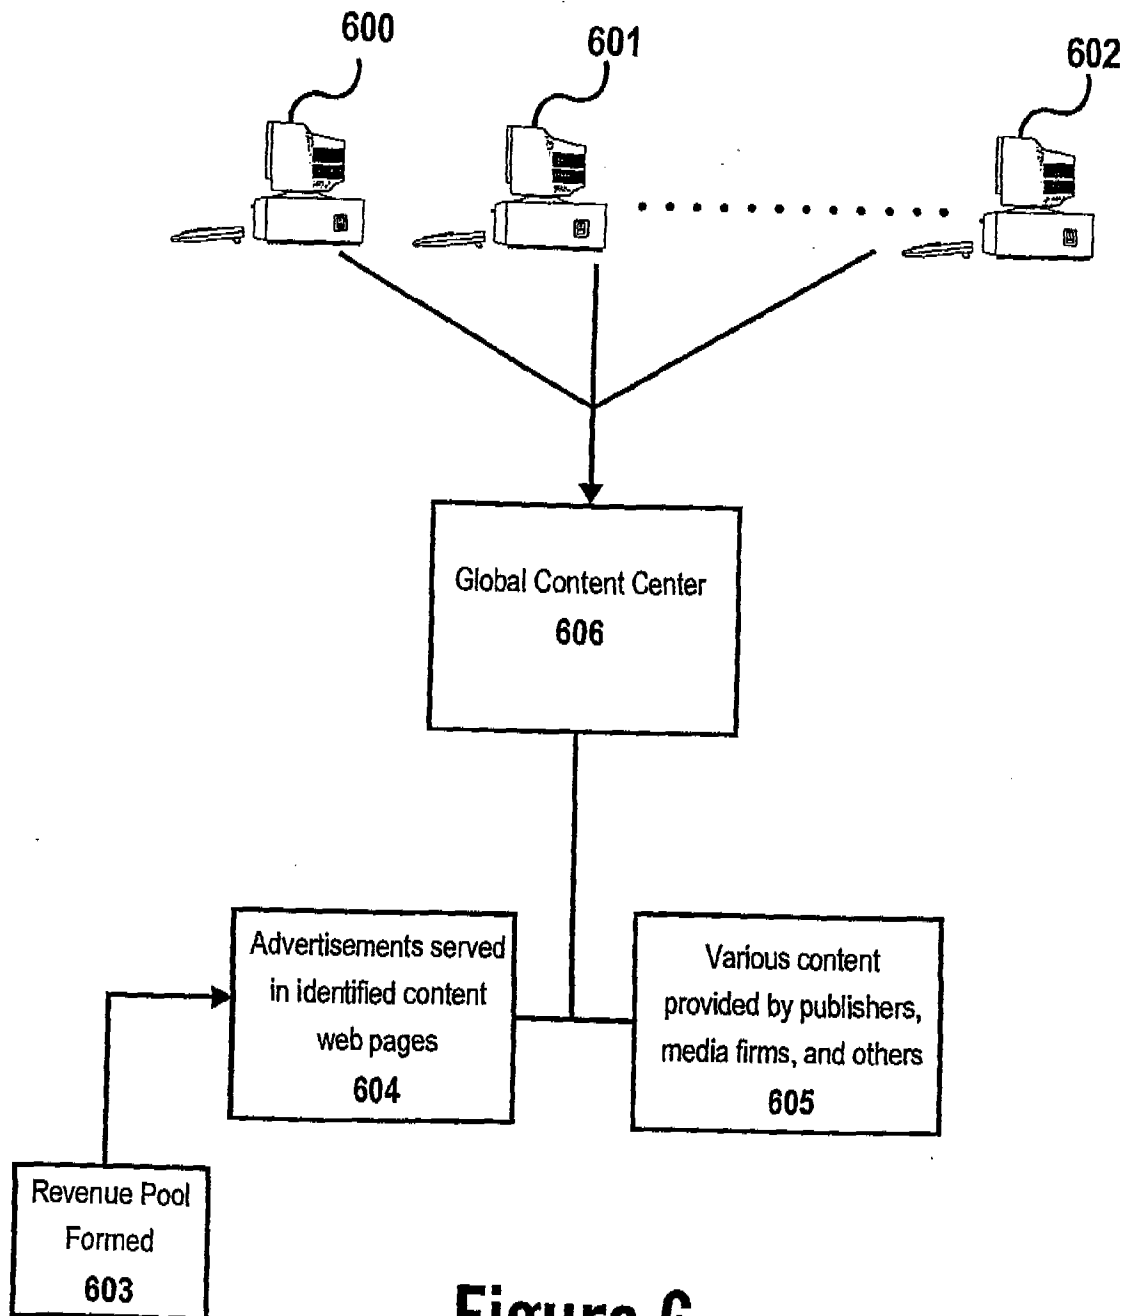 600
601
602
Global Content Center
606
Advertisements served
in identified content
web pages
604
Various content
provided by publishers,
media firms, and others
605
Revenue Pool
Formed
603
Figure 6